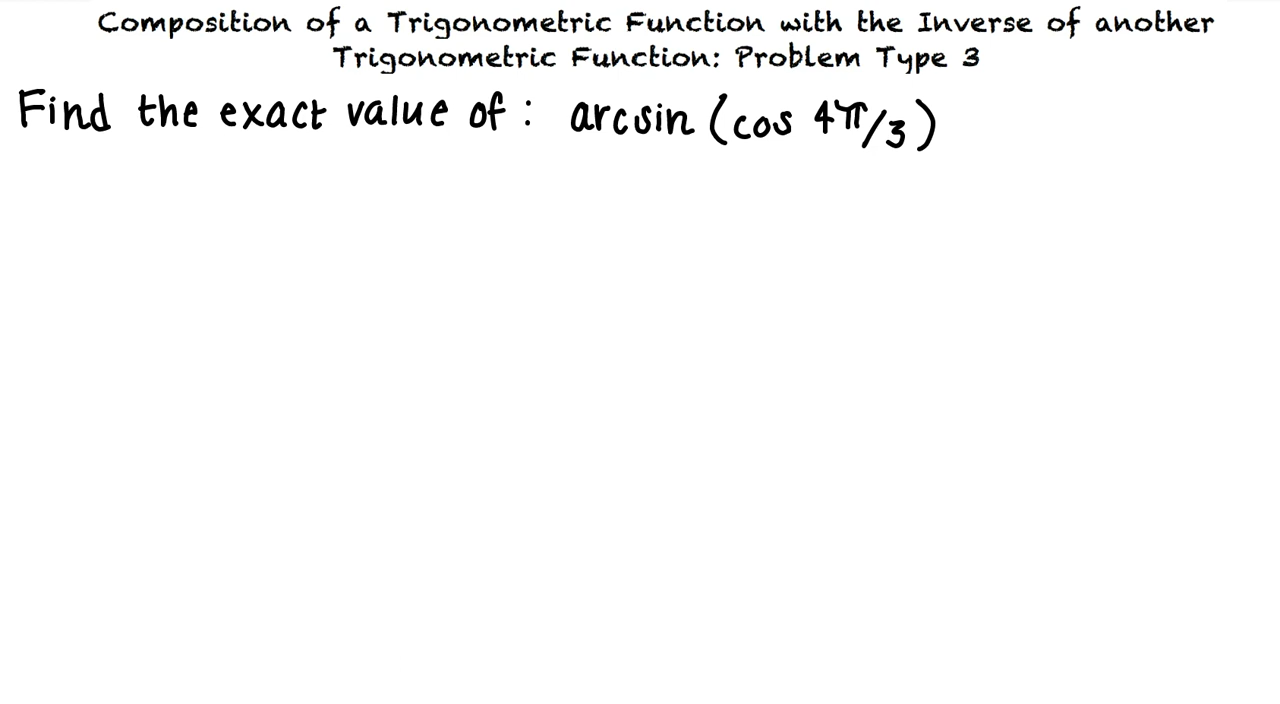 Composition of a Trigonometric Function with the Inverse of another
Trigonometric Function: Problem Type 3
Find the exact value of: arcsin (cos 4π/3)